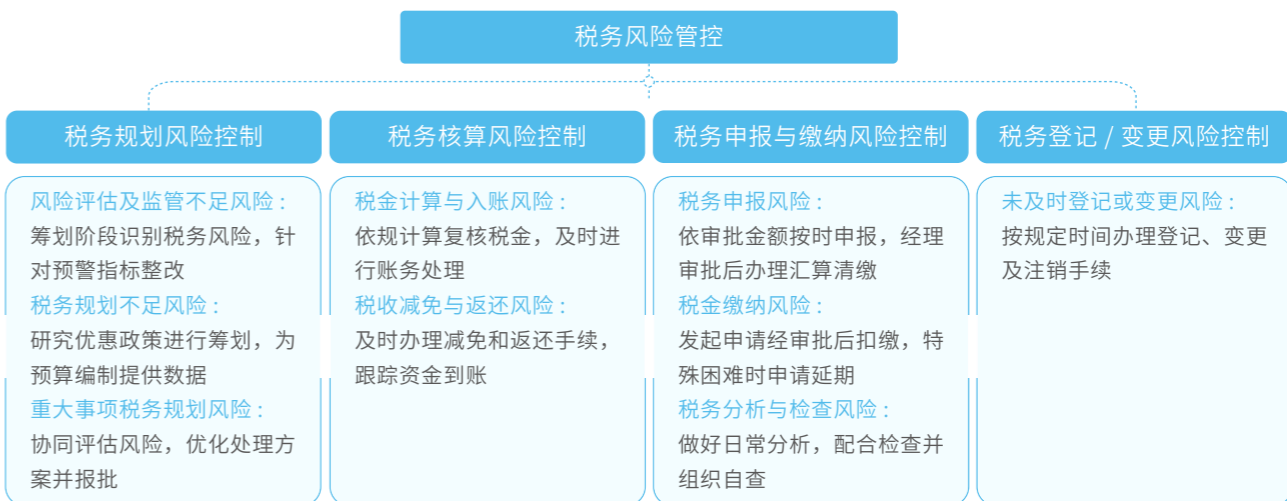 税务风险管控
税务规划风险控制
风险评估及监管不足风险：
筹划阶段识别税务风险，针
对预警指标整改
税务规划不足风险：
研究优惠政策进行筹划，为
预算编制提供数据
重大事项税务规划风险：
协同评估风险，优化处理方
案并报批
税务核算风险控制
税金计算与入账风险：
依规计算复核税金，及时进
行账务处理
税收减免与返还风险：
及时办理减免和返还手续，
跟踪资金到账
税务申报与缴纳风险控制
税务申报风险：
依审批金额按时申报，经理
审批后办理汇算清缴
税金缴纳风险：
发起申请经审批后扣缴，特
殊困难时申请延期
税务分析与检查风险：
做好日常分析，配合检查并
组织自查
税务登记 / 变更风险控制
未及时登记或变更风险：
按规定时间办理登记、变更
及注销手续